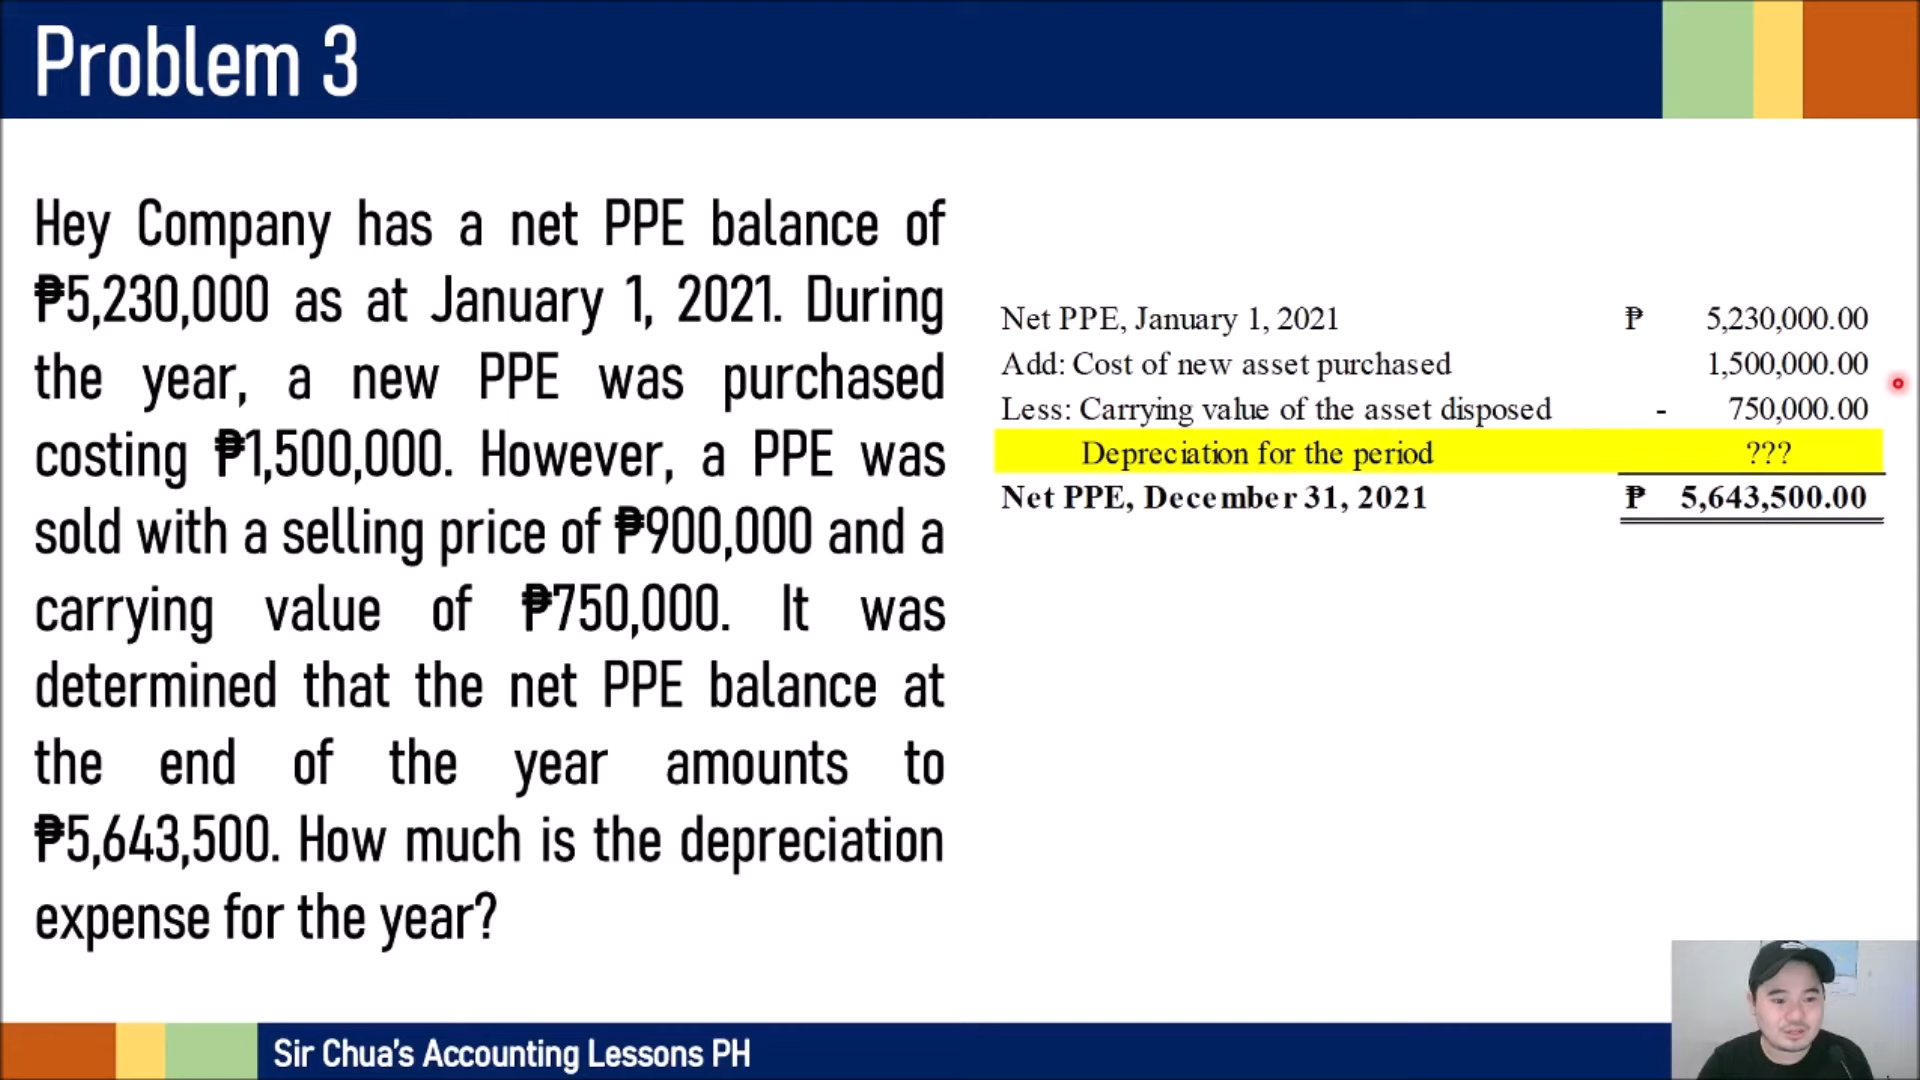 Problem 3
Hey Company has a net PPE balance of
₱5,230,000 as at January 1, 2021. During
the year, a new PPE was purchased
costing ₱1,500,000. However, a PPE was
sold with a selling price of ₱900,000 and a
carrying value of ₱750,000. It was
determined that the net PPE balance at
the end of the year amounts to
₱5,643,500. How much is the depreciation
expense for the year?
Net PPE, January 1, 2021 ₱ 5,230,000.00
Add: Cost of new asset purchased 1,500,000.00
Less: Carrying value of the asset disposed - 750,000.00
Depreciation for the period ???
Net PPE, December 31, 2021 ₱ 5,643,500.00
Sir Chua's Accounting Lessons PH